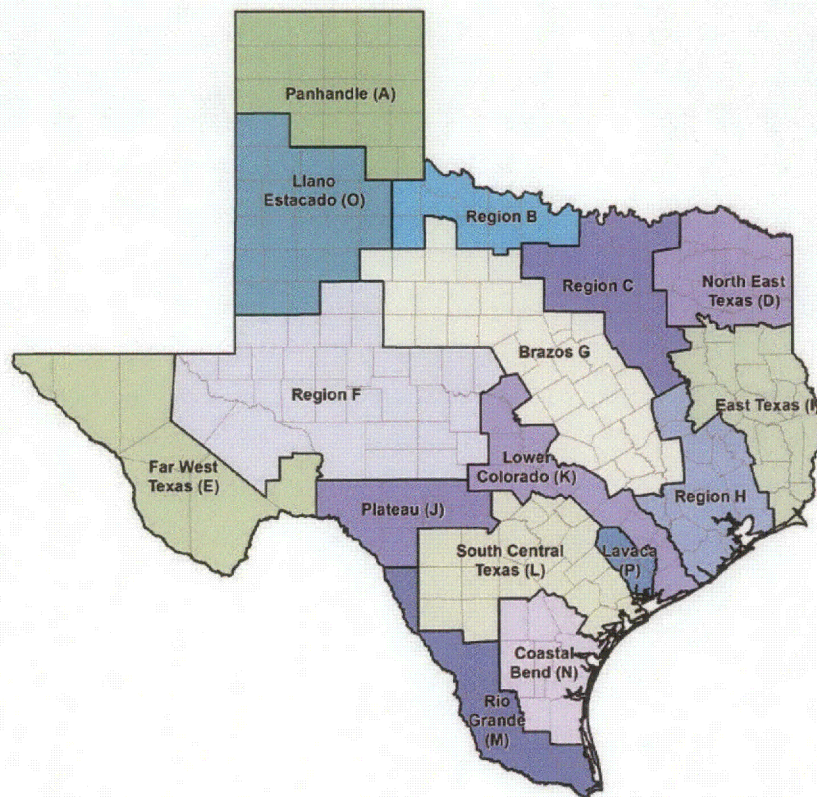 Panhandle (A)
Llano
Estacado (O)
Region B
Region C
North East
Texas (D)
Brazos G
Region F
East Texas (I)
Far West
Texas (E)
Lower
Colorado (K)
Region H
Plateau (J)
South Central
Texas (L)
Lavaca
(P)
Coastal
Bend (N)
Rio
Grande
(M)